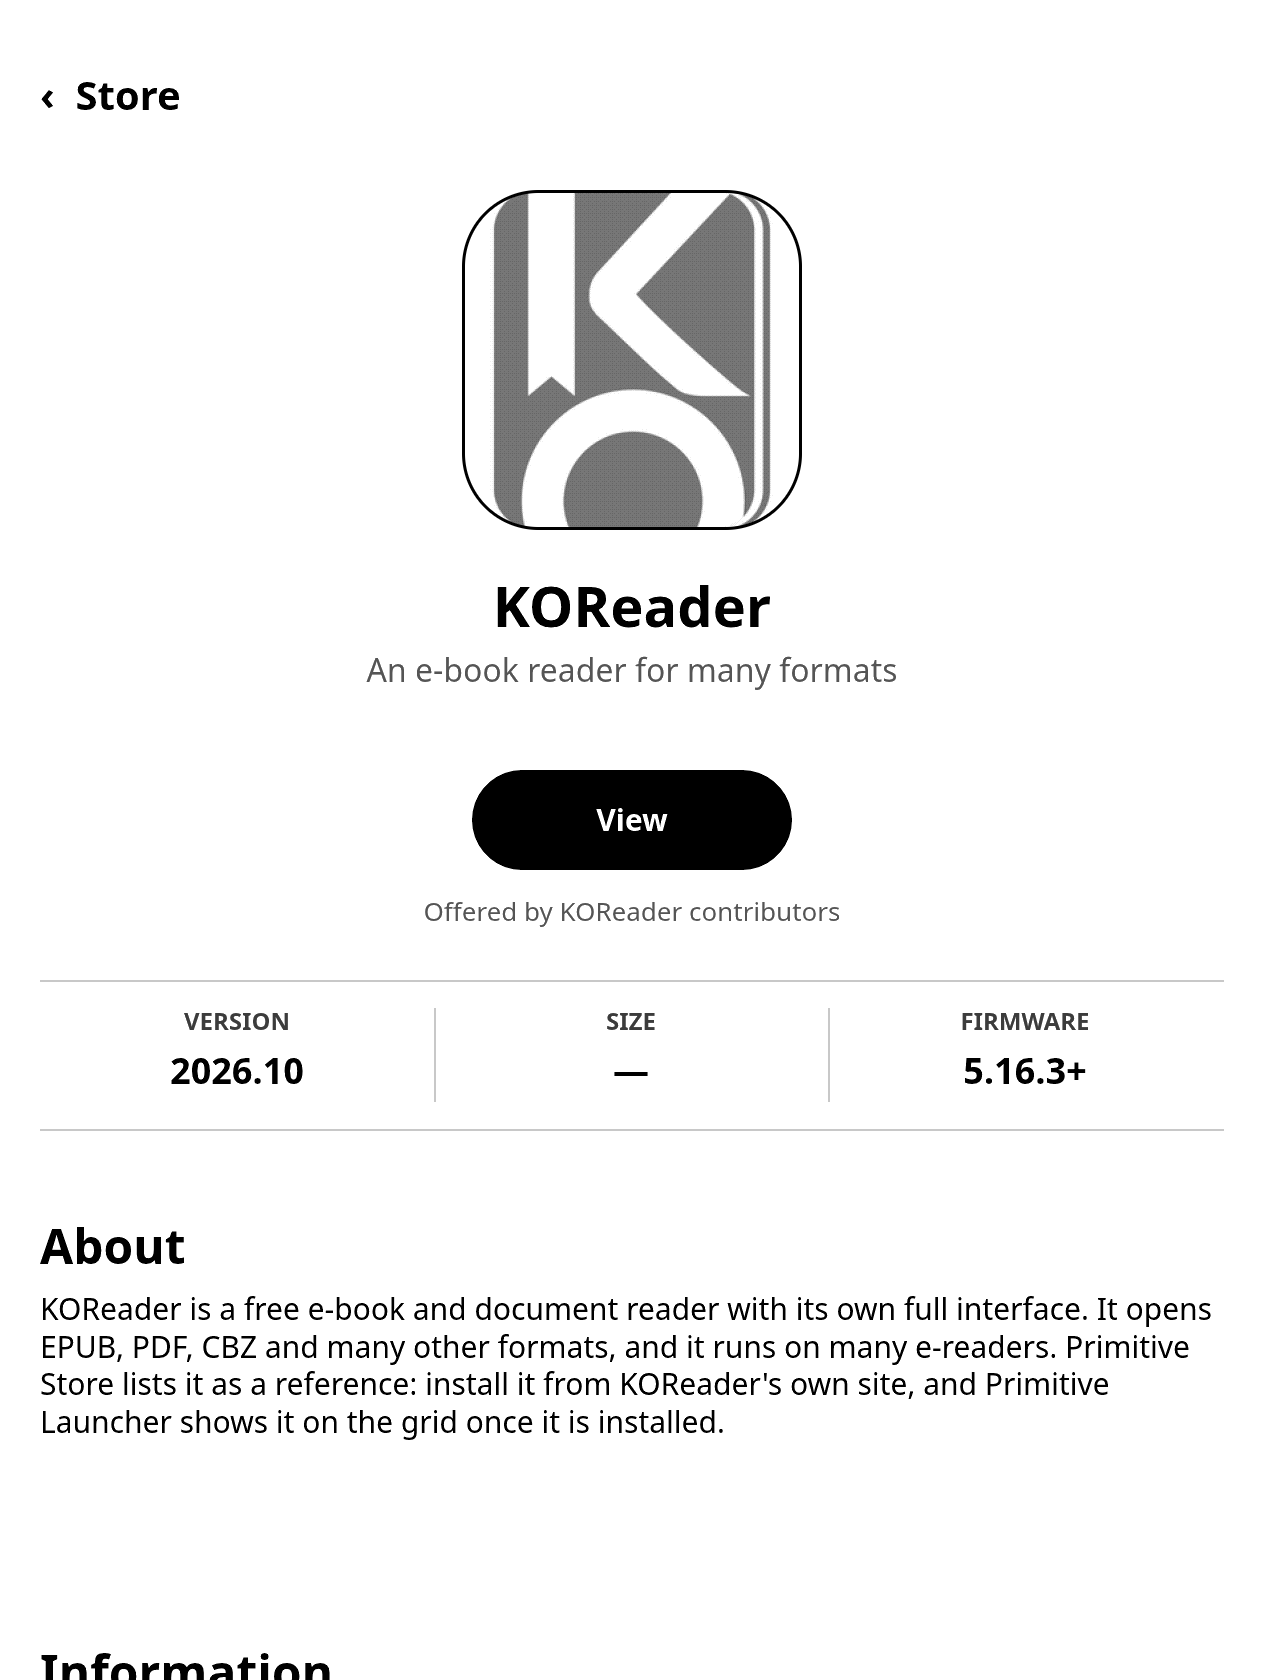 ‹ Store
KO
KOReader
An e-book reader for many formats
View
Offered by KOReader contributors
VERSION
2026.10
SIZE
—
FIRMWARE
5.16.3+
About
KOReader is a free e-book and document reader with its own full interface. It opens
EPUB, PDF, CBZ and many other formats, and it runs on many e-readers. Primitive
Store lists it as a reference: install it from KOReader's own site, and Primitive
Launcher shows it on the grid once it is installed.
Information